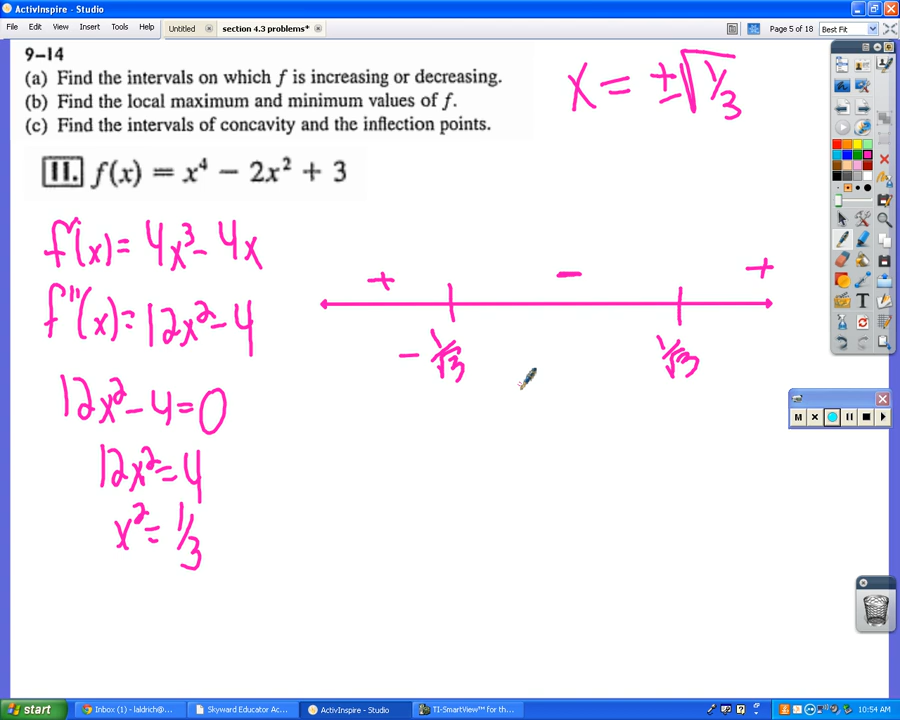 ActivInspire - Studio
File Edit View Insert Tools Help
Untitled
section 4.3 problems*
Page 5 of 18
Best Fit
9–14
(a) Find the intervals on which f is increasing or decreasing.
(b) Find the local maximum and minimum values of f.
(c) Find the intervals of concavity and the inflection points.
x = ±√1/3
11. f(x) = x⁴ − 2x² + 3
f'(x) = 4x³ − 4x
f''(x) = 12x² − 4
+ − +
− 1/√3 1/√3
12x² − 4 = 0
12x² = 4
x² = 1/3
M
start
Inbox (1) - laldrich@...
Skyward Educator Ac...
ActivInspire - Studio
TI-SmartView™ for th...
10:54 AM